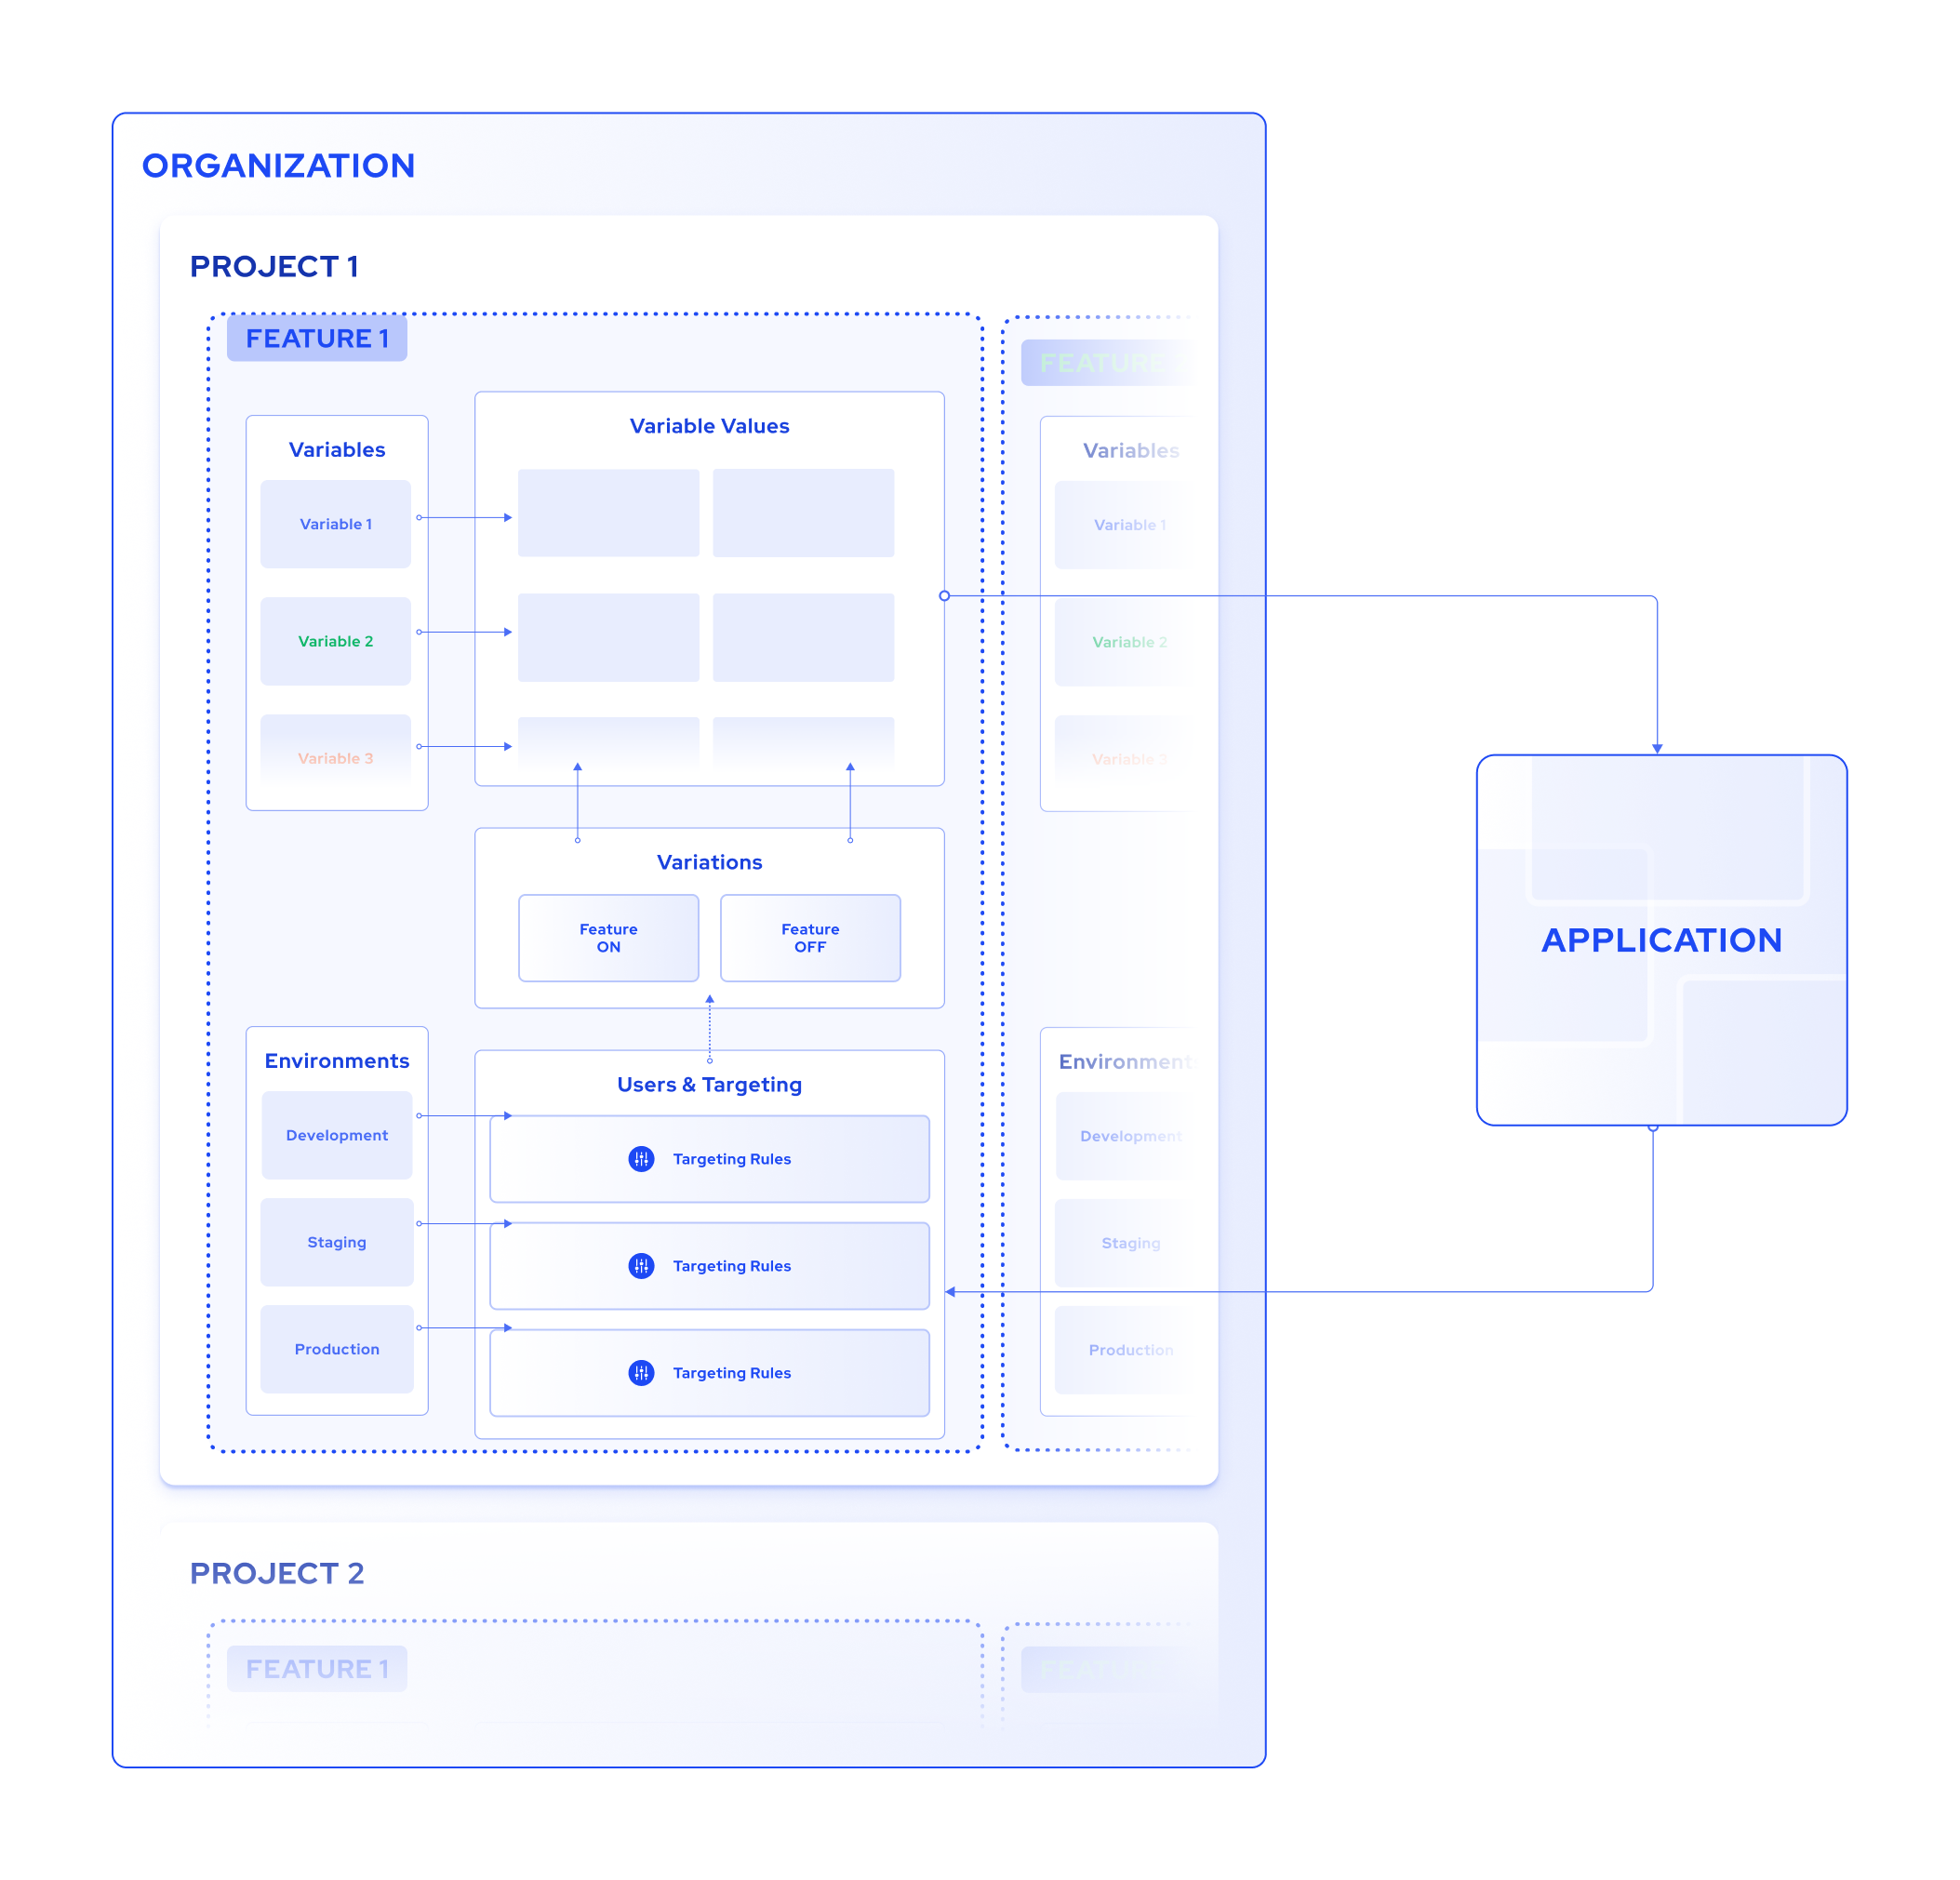 ORGANIZATION
PROJECT 1
FEATURE 1
Variables
Variable 1
Variable 2
Variable 3
Variable Values
Variations
Feature
ON
Feature
OFF
Environments
Development
Staging
Production
Users & Targeting
Targeting Rules
Targeting Rules
Targeting Rules
FEATURE
Variables
Variable 1
Variable 2
Variable 3
Environments
Development
Staging
Production
APPLICATION
PROJECT 2
FEATURE 1
FEATURE